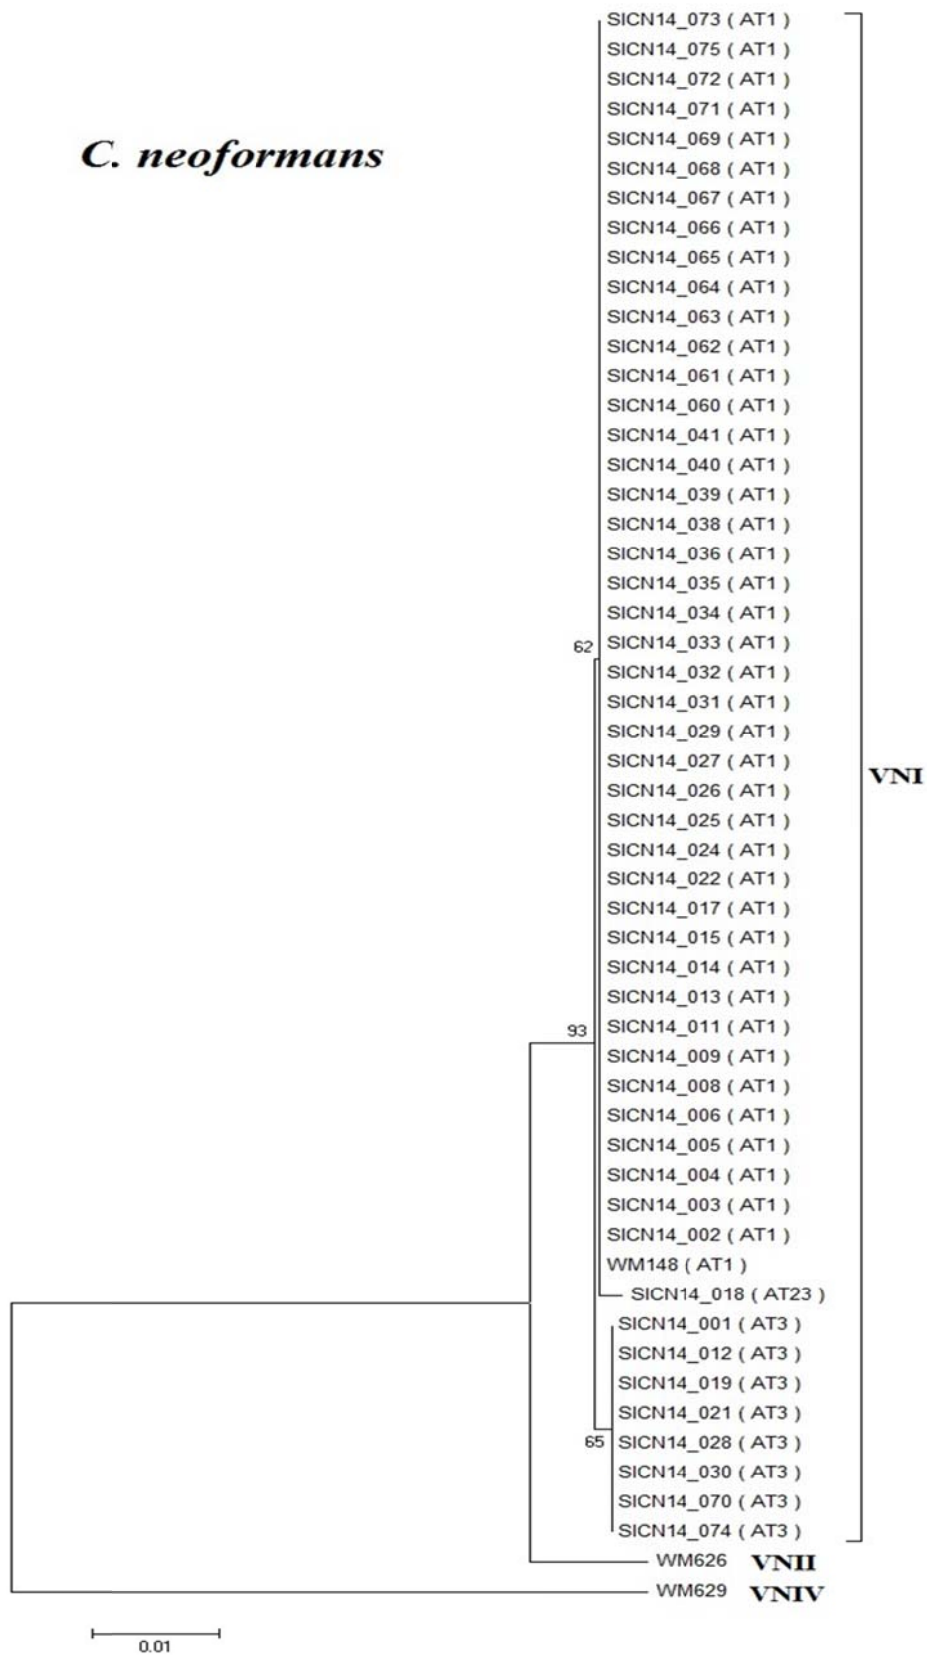 SICN14_073 ( AT1 )
SICN14_075 ( AT1 )
SICN14_072 ( AT1 )
SICN14_071 ( AT1 )
C. neoformans
SICN14_069 ( AT1 )
SICN14_068 ( AT1 )
SICN14_067 ( AT1 )
SICN14_066 ( AT1 )
SICN14_065 ( AT1 )
SICN14_064 ( AT1 )
SICN14_063 ( AT1 )
SICN14_062 ( AT1 )
SICN14_061 ( AT1 )
SICN14_060 ( AT1 )
SICN14_041 ( AT1 )
SICN14_040 ( AT1 )
SICN14_039 ( AT1 )
SICN14_038 ( AT1 )
SICN14_036 ( AT1 )
SICN14_035 ( AT1 )
SICN14_034 ( AT1 )
SICN14_033 ( AT1 )
62
SICN14_032 ( AT1 )
SICN14_031 ( AT1 )
SICN14_029 ( AT1 )
SICN14_027 ( AT1 )
VNI
SICN14_026 ( AT1 )
SICN14_025 ( AT1 )
SICN14_024 ( AT1 )
SICN14_022 ( AT1 )
SICN14_017 ( AT1 )
SICN14_015 ( AT1 )
SICN14_014 ( AT1 )
SICN14_013 ( AT1 )
SICN14_011 ( AT1 )
93
SICN14_009 ( AT1 )
SICN14_008 ( AT1 )
SICN14_006 ( AT1 )
SICN14_005 ( AT1 )
SICN14_004 ( AT1 )
SICN14_003 ( AT1 )
SICN14_002 ( AT1 )
WM148 ( AT1 )
SICN14_018 ( AT23 )
SICN14_001 ( AT3 )
SICN14_012 ( AT3 )
SICN14_019 ( AT3 )
SICN14_021 ( AT3 )
65
SICN14_028 ( AT3 )
SICN14_030 ( AT3 )
SICN14_070 ( AT3 )
SICN14_074 ( AT3 )
WM626 VNII
WM629 VNIV
0.01